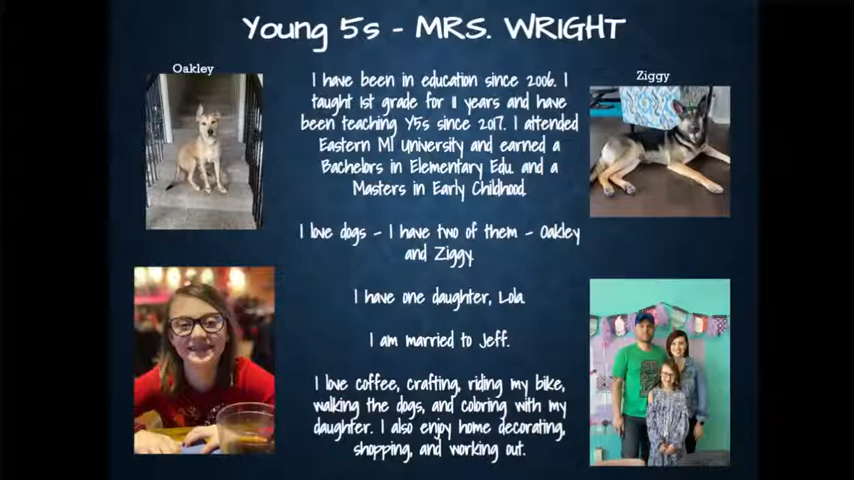 Young 5s - MRS. WRIGHT
Oakley
Ziggy
I have been in education since 2006. I
taught 1st grade for 11 years and have
been teaching Y5s since 2017. I attended
Eastern MI University and earned a
Bachelors in Elementary Edu. and a
Masters in Early Childhood.
I love dogs - I have two of them - Oakley
and Ziggy.
I have one daughter, Lola.
I am married to Jeff.
I love coffee, crafting, riding my bike,
walking the dogs, and coloring with my
daughter. I also enjoy home decorating,
shopping, and working out.